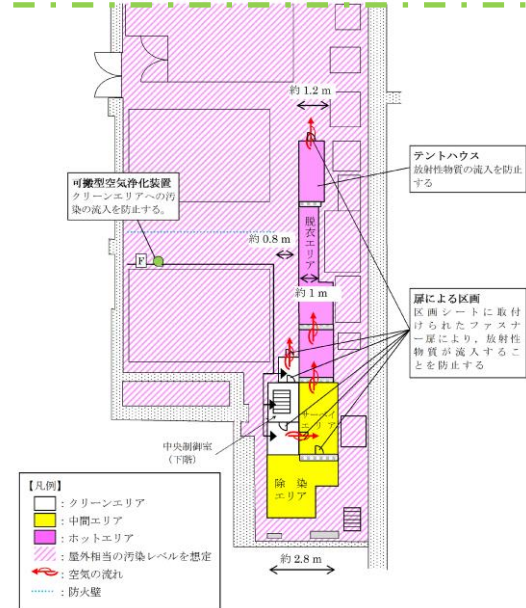 約 1.2 m
テントハウス
放射性物質の流入を防止
する
可搬型空気浄化装置
クリーンエリアへの汚
染の流入を防止する。
脱衣エリア
約 0.8 m
F
約 1 m
扉による区画
区画シートに取付
けられたファスナ
ー扉により，放射性
物質が流入するこ
とを防止する
サーベイ
エリア
中央制御室
（下階）
除 染
エリア
【凡例】
：クリーンエリア
：中間エリア
：ホットエリア
：屋外相当の汚染レベルを想定
：空気の流れ
：防火壁
約 2.8 m